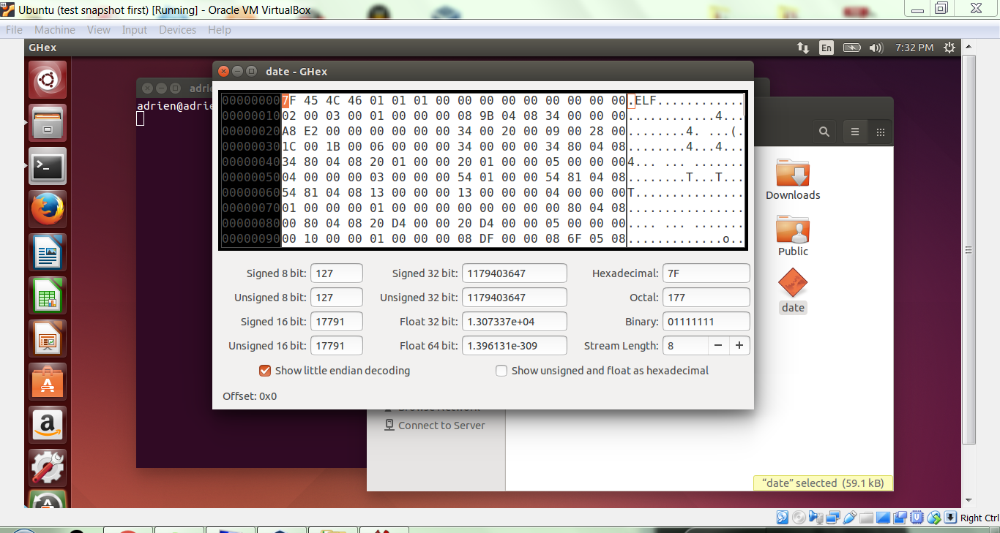 Ubuntu (test snapshot first) [Running] - Oracle VM VirtualBox
File Machine View Input Devices Help
GHex
En 7:32 PM
date - GHex
adrie
adrien@adrie
00000000 7F 45 4C 46 01 01 01 00 00 00 00 00 00 00 00 00 .ELF............
00000010 02 00 03 00 01 00 00 00 08 9B 04 08 34 00 00 00 ............4...
00000020 A8 E2 00 00 00 00 00 00 34 00 20 00 09 00 28 00 ........4. ...(.
00000030 1C 00 1B 00 06 00 00 00 34 00 00 00 34 80 04 08 ........4...4...
00000040 34 80 04 08 20 01 00 00 20 01 00 00 05 00 00 00 4... ... .......
00000050 04 00 00 00 03 00 00 00 54 01 00 00 54 81 04 08 ........T...T...
00000060 54 81 04 08 13 00 00 00 13 00 00 00 04 00 00 00 T...............
00000070 01 00 00 00 01 00 00 00 00 00 00 00 00 80 04 08 ................
00000080 00 80 04 08 20 D4 00 00 20 D4 00 00 05 00 00 00 .... ... .......
00000090 00 10 00 00 01 00 00 00 08 DF 00 00 08 6F 05 08 .............o..
Signed 8 bit: 127 Signed 32 bit: 1179403647 Hexadecimal: 7F
Unsigned 8 bit: 127 Unsigned 32 bit: 1179403647 Octal: 177
Signed 16 bit: 17791 Float 32 bit: 1.307337e+04 Binary: 01111111
Unsigned 16 bit: 17791 Float 64 bit: 1.396131e-309 Stream Length: 8 − +
Show little endian decoding Show unsigned and float as hexadecimal
Offset: 0x0
Downloads
Public
date
Browse Network
Connect to Server
“date” selected (59.1 kB)
Right Ctrl